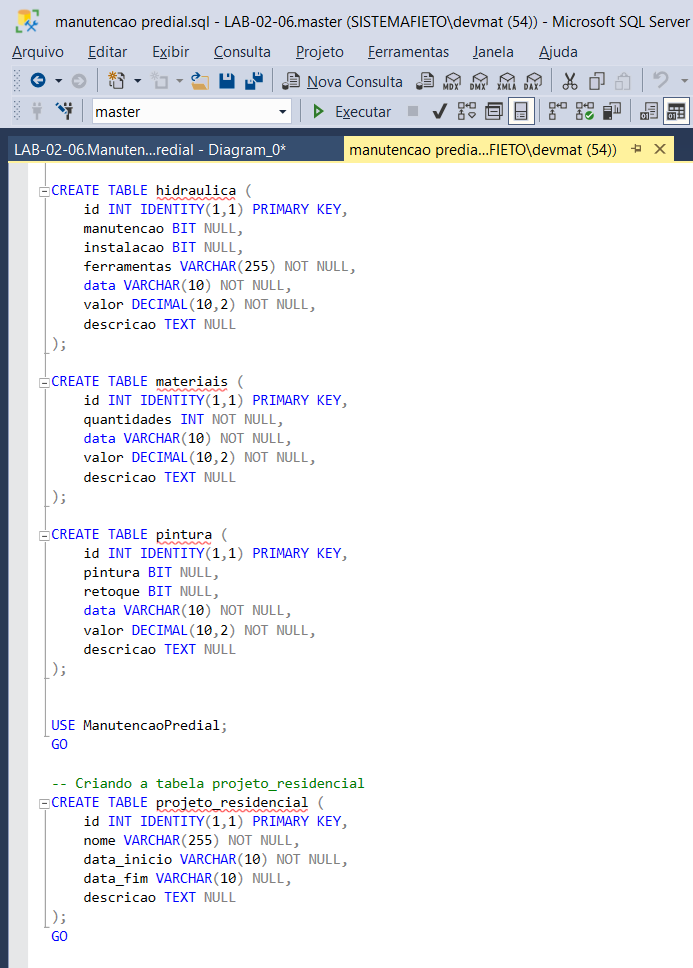 manutencao predial.sql - LAB-02-06.master (SISTEMAFIETO\devmat (54)) - Microsoft SQL Server
Arquivo Editar Exibir Consulta Projeto Ferramentas Janela Ajuda
Nova Consulta MDX DMX XMLA DAX
master Executar
LAB-02-06.Manuten...redial - Diagram_0* manutencao predia...FIETO\devmat (54))
CREATE TABLE hidraulica (
id INT IDENTITY(1,1) PRIMARY KEY,
manutencao BIT NULL,
instalacao BIT NULL,
ferramentas VARCHAR(255) NOT NULL,
data VARCHAR(10) NOT NULL,
valor DECIMAL(10,2) NOT NULL,
descricao TEXT NULL
);
CREATE TABLE materiais (
id INT IDENTITY(1,1) PRIMARY KEY,
quantidades INT NOT NULL,
data VARCHAR(10) NOT NULL,
valor DECIMAL(10,2) NOT NULL,
descricao TEXT NULL
);
CREATE TABLE pintura (
id INT IDENTITY(1,1) PRIMARY KEY,
pintura BIT NULL,
retoque BIT NULL,
data VARCHAR(10) NOT NULL,
valor DECIMAL(10,2) NOT NULL,
descricao TEXT NULL
);
USE ManutencaoPredial;
GO
-- Criando a tabela projeto_residencial
CREATE TABLE projeto_residencial (
id INT IDENTITY(1,1) PRIMARY KEY,
nome VARCHAR(255) NOT NULL,
data_inicio VARCHAR(10) NOT NULL,
data_fim VARCHAR(10) NULL,
descricao TEXT NULL
);
GO